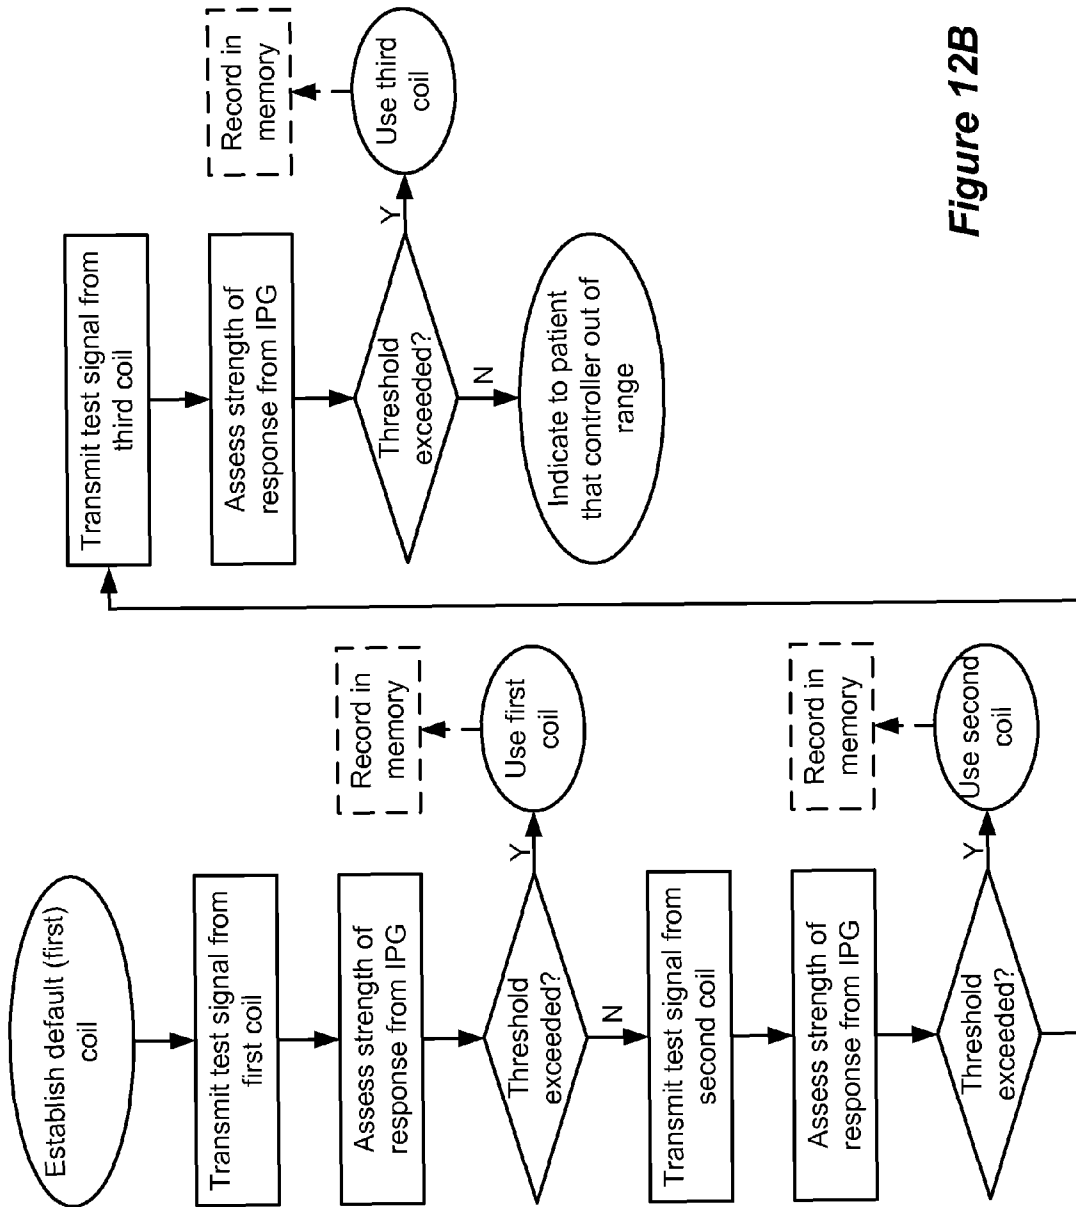 Establish default (first)
coil
Transmit test signal from
first coil
Assess strength of
response from IPG
Threshold
exceeded?
Y
Use first
coil
Record in
memory
N
Transmit test signal from
second coil
Assess strength of
response from IPG
Threshold
exceeded?
Y
Use second
coil
Record in
memory
Transmit test signal from
third coil
Assess strength of
response from IPG
Threshold
exceeded?
Y
Use third
coil
Record in
memory
N
Indicate to patient
that controller out of
range
Figure 12B